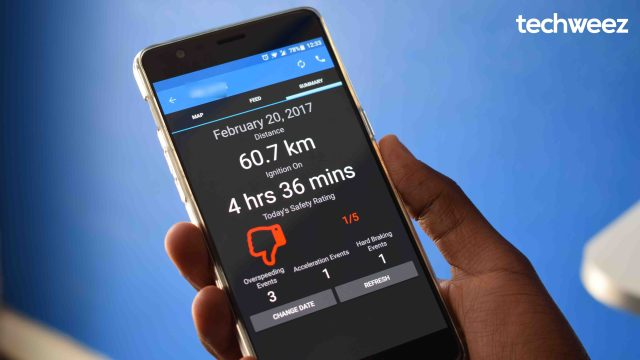 techweez
78% 12:33
MAP FEED SUMMARY
February 20, 2017
Distance
60.7 km
Ignition On
4 hrs 36 mins
Today's Safety Rating
1/5
Overspeeding Events
3
Acceleration Events
1
Hard Braking Events
1
CHANGE DATE
REFRESH